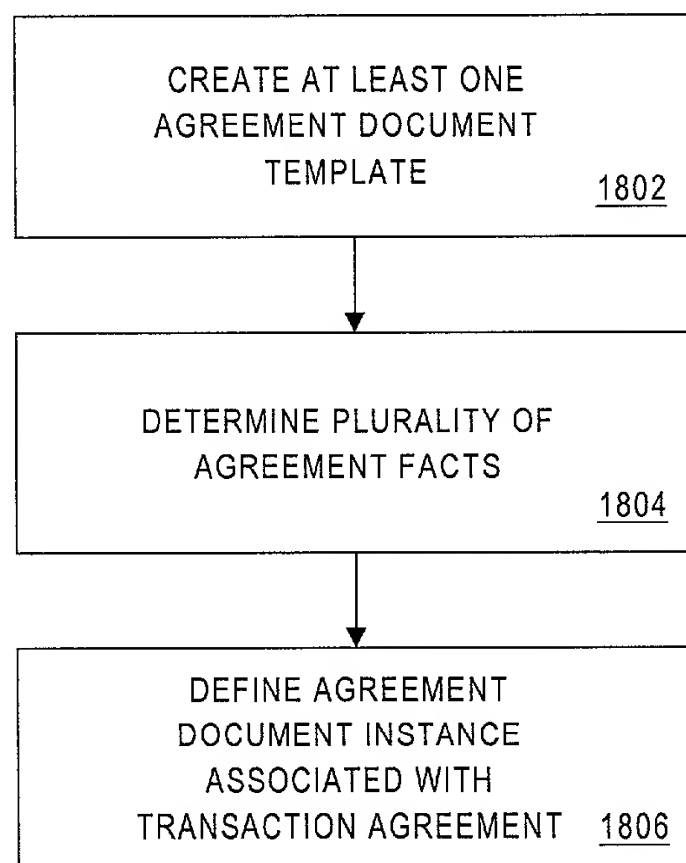 CREATE AT LEAST ONE
AGREEMENT DOCUMENT
TEMPLATE
1802
DETERMINE PLURALITY OF
AGREEMENT FACTS
1804
DEFINE AGREEMENT
DOCUMENT INSTANCE
ASSOCIATED WITH
TRANSACTION AGREEMENT 1806